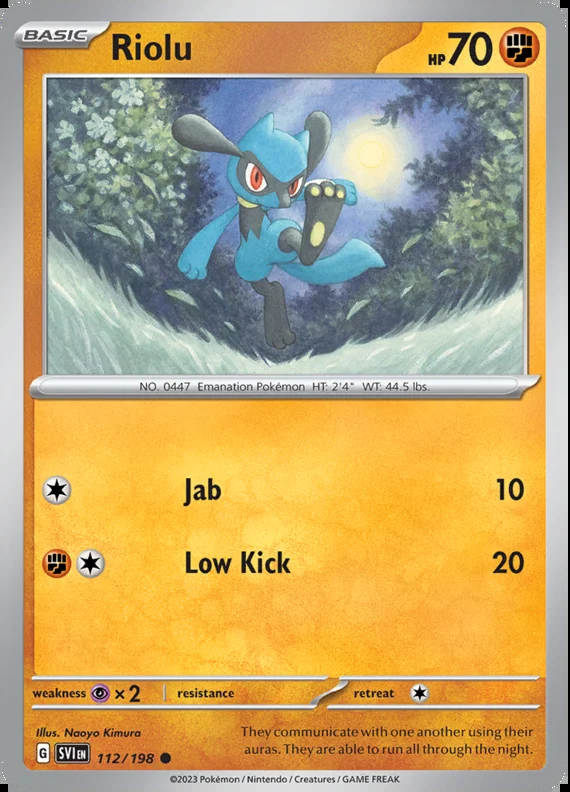 BASIC
Riolu
HP 70
NO. 0447 Emanation Pokémon HT: 2'4" WT: 44.5 lbs.
Jab 10
Low Kick 20
weakness ×2 resistance retreat
Illus. Naoyo Kimura
They communicate with one another using their
auras. They are able to run all through the night.
G SVI EN 112/198
©2023 Pokémon / Nintendo / Creatures / GAME FREAK